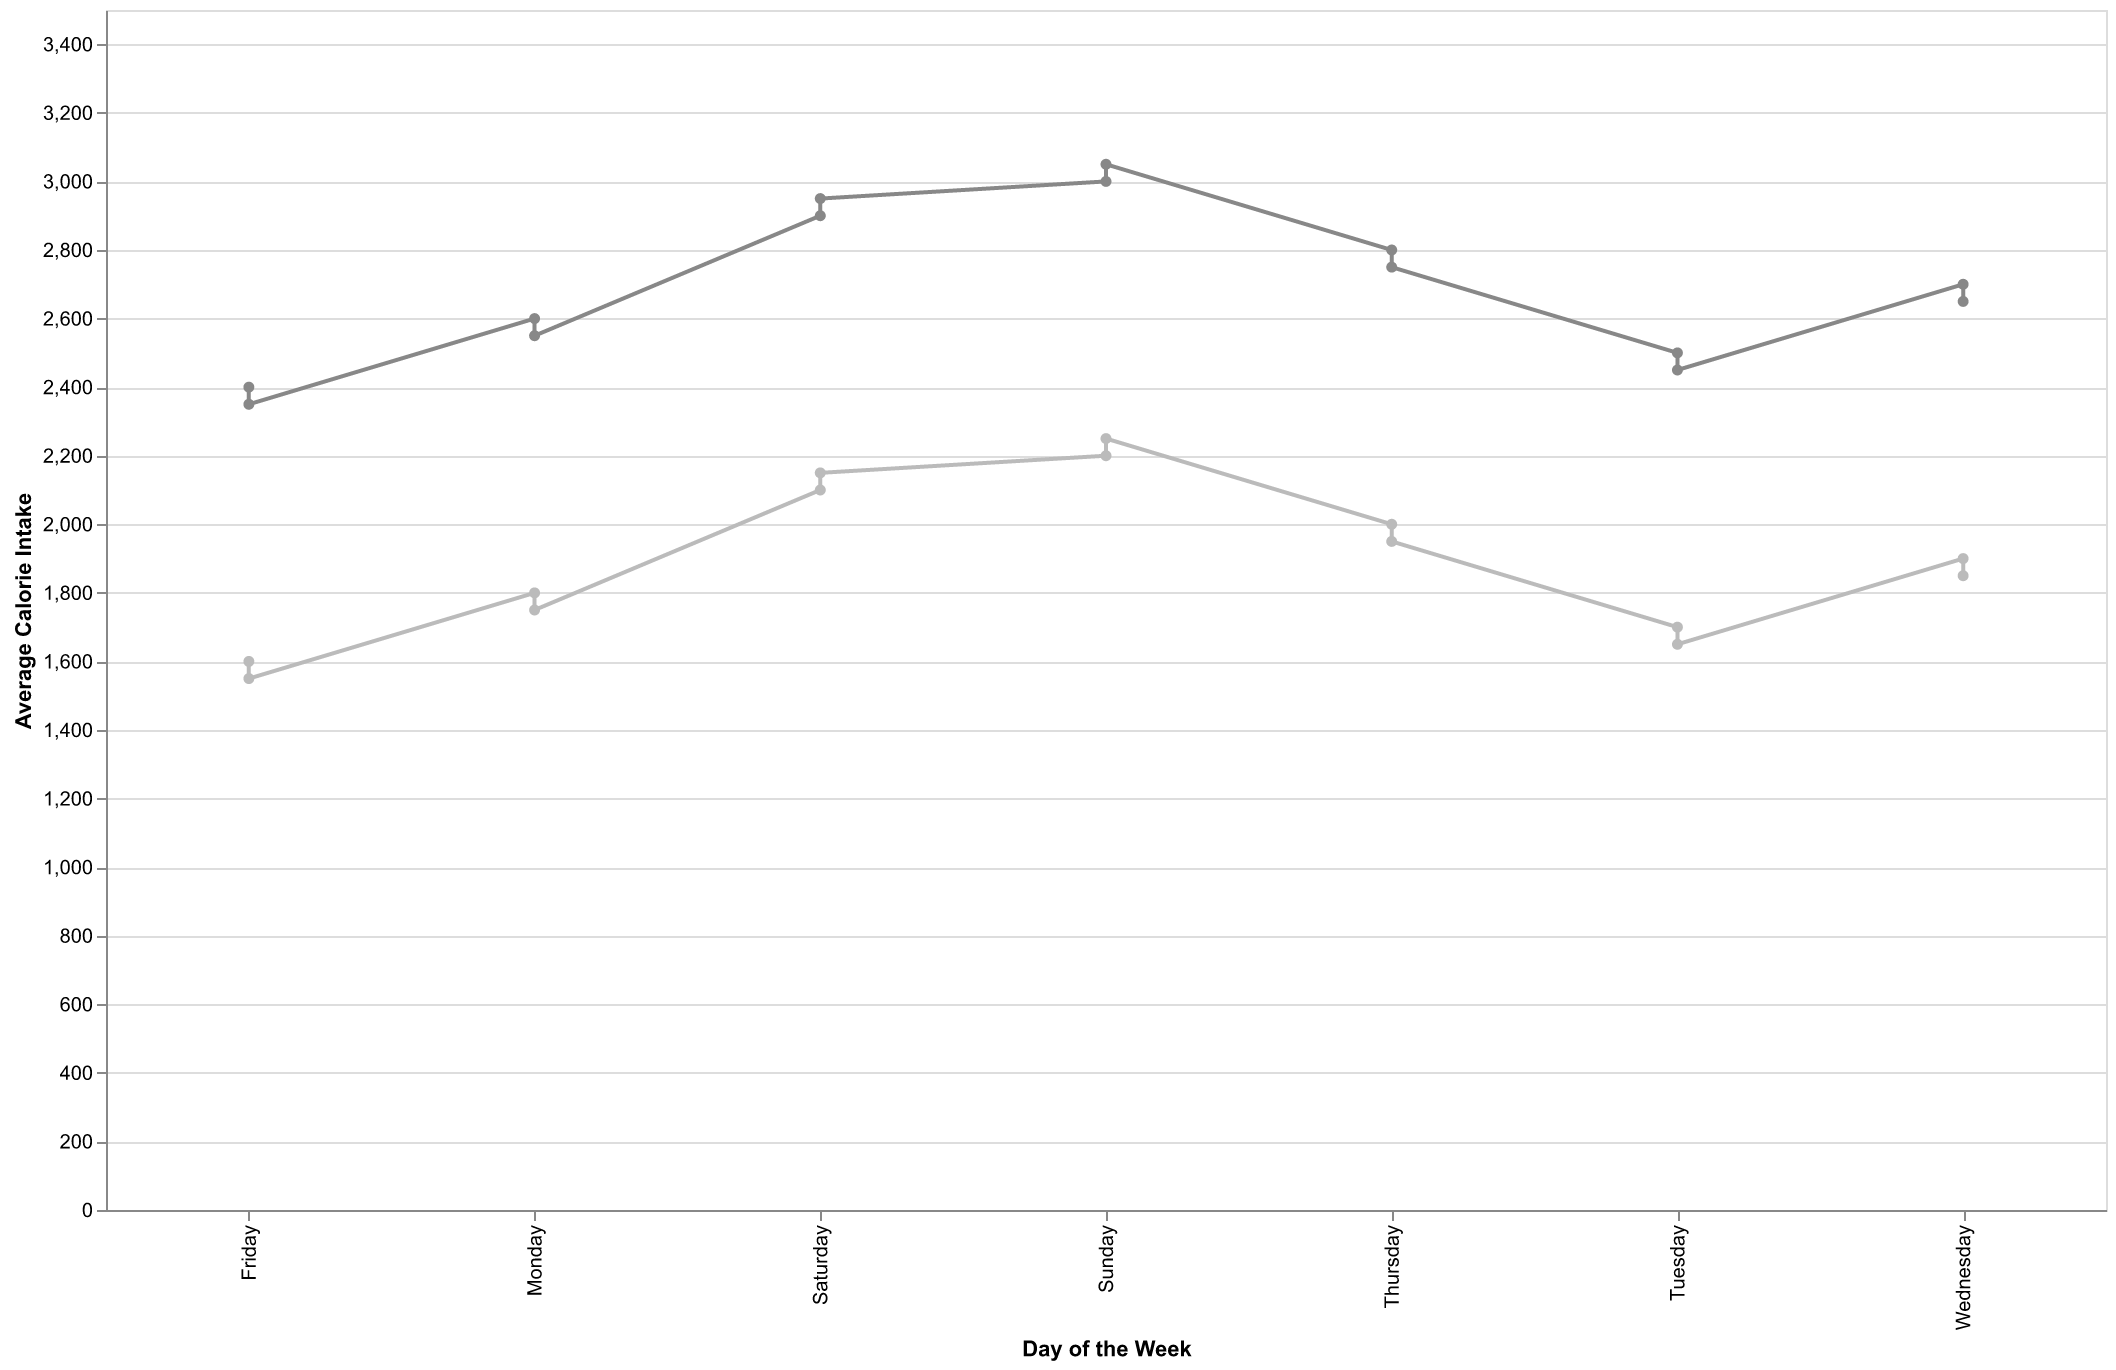 3,400
3,200
3,000
2,800
2,600
2,400
2,200
2,000
1,800
1,600
1,400
1,200
1,000
800
600
400
200
0
Average Calorie Intake
Friday
Monday
Saturday
Sunday
Thursday
Tuesday
Wednesday
Day of the Week